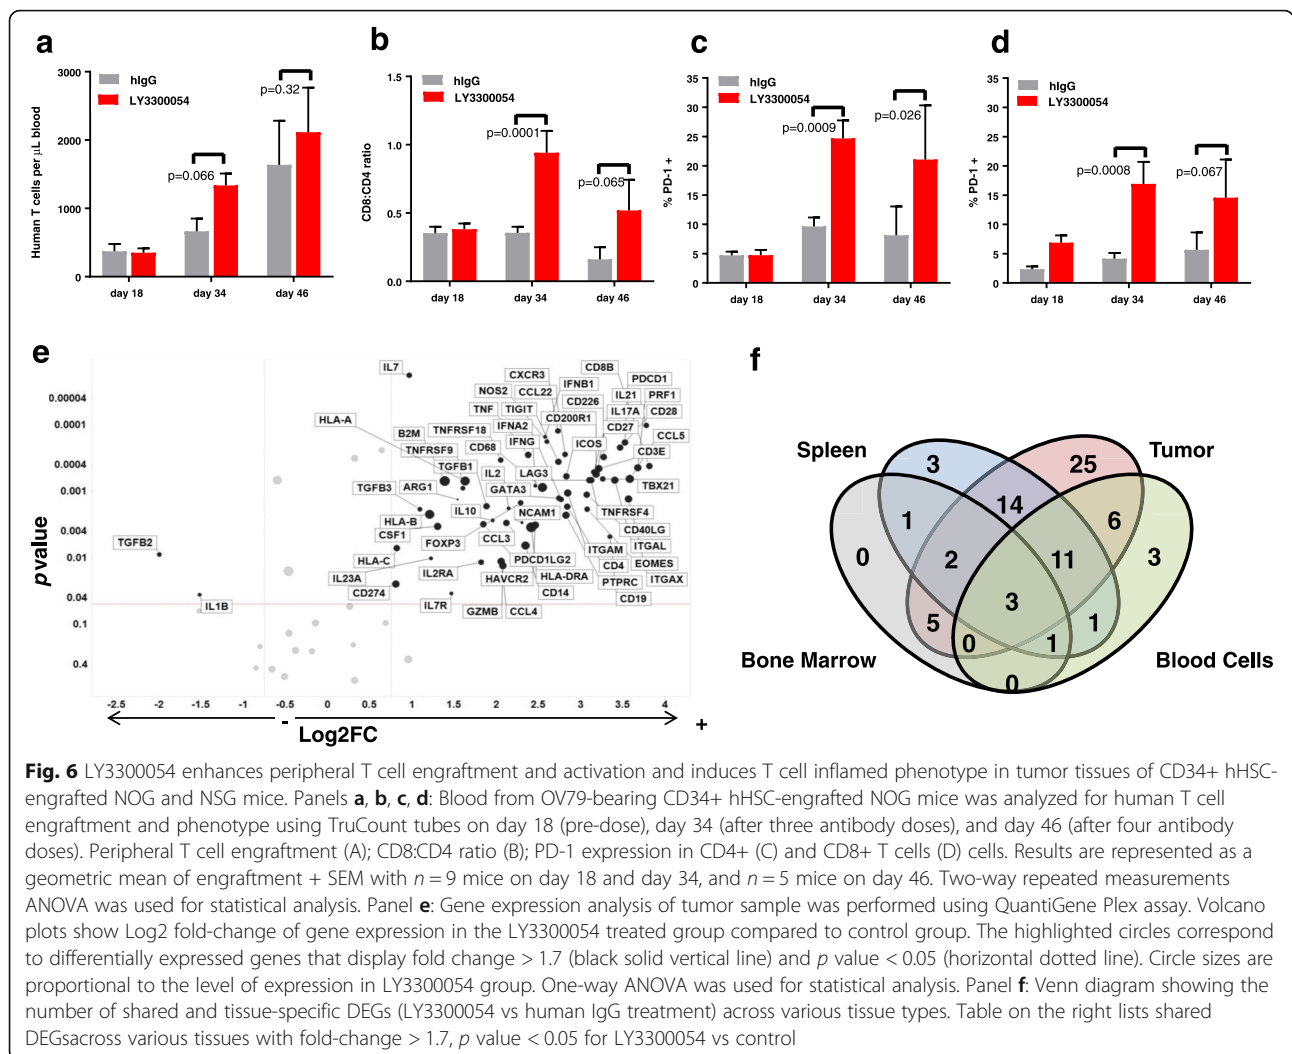 a
Human T cells per µL blood
3000
2000
1000
0
hIgG
LY3300054
p=0.066
p=0.32
day 18
day 34
day 46
b
CD8:CD4 ratio
1.5
1.0
0.5
0.0
hIgG
LY3300054
p=0.0001
p=0.065
day 18
day 34
day 46
c
% PD-1 +
35
30
25
20
15
10
5
0
hIgG
LY3300054
p=0.0009
p=0.026
day 18
day 34
day 46
d
% PD-1 +
35
30
25
20
15
10
5
0
hIgG
LY3300054
p=0.0008
p=0.067
day 18
day 34
day 46
e
pvalue
0.00004
0.0001
0.0004
0.001
0.004
0.01
0.04
0.1
0.4
IL7
CXCR3
CD8B
NOS2
CCL22
IFNB1
PDCD1
TNF
TIGIT
CD226
IL21
PRF1
HLA-A
IFNA2
CD200R1
IL17A
CD28
B2M
TNFRSF18
CD27
TNFRSF9
CD68
IFNG
ICOS
CCL5
TGFB1
IL2
LAG3
CD3E
TGFB3
ARG1
GATA3
TBX21
IL10
NCAM1
TNFRSF4
HLA-B
CD40LG
CSF1
FOXP3
CCL3
ITGAM
ITGAL
TGFB2
HLA-C
PDCD1LG2
CD4
EOMES
IL23A
IL2RA
HLA-DRA
PTPRC
ITGAX
CD274
HAVCR2
CD14
CD19
IL1B
IL7R
GZMB
CCL4
-2.5 -2 -1.5 -1 -0.5 0 0.5 1 1.5 2 2.5 3 3.5 4
- Log2FC +
f
Spleen
Tumor
Bone Marrow
Blood Cells
3
25
14
1
6
0
2
11
3
3
5
0
1
1
0
Fig. 6 LY3300054 enhances peripheral T cell engraftment and activation and induces T cell inflamed phenotype in tumor tissues of CD34+ hHSC-
engrafted NOG and NSG mice. Panels a, b, c, d: Blood from OV79-bearing CD34+ hHSC-engrafted NOG mice was analyzed for human T cell
engraftment and phenotype using TruCount tubes on day 18 (pre-dose), day 34 (after three antibody doses), and day 46 (after four antibody
doses). Peripheral T cell engraftment (A); CD8:CD4 ratio (B); PD-1 expression in CD4+ (C) and CD8+ T cells (D) cells. Results are represented as a
geometric mean of engraftment + SEM with n = 9 mice on day 18 and day 34, and n = 5 mice on day 46. Two-way repeated measurements
ANOVA was used for statistical analysis. Panel e: Gene expression analysis of tumor sample was performed using QuantiGene Plex assay. Volcano
plots show Log2 fold-change of gene expression in the LY3300054 treated group compared to control group. The highlighted circles correspond
to differentially expressed genes that display fold change > 1.7 (black solid vertical line) and p value < 0.05 (horizontal dotted line). Circle sizes are
proportional to the level of expression in LY3300054 group. One-way ANOVA was used for statistical analysis. Panel f: Venn diagram showing the
number of shared and tissue-specific DEGs (LY3300054 vs human IgG treatment) across various tissue types. Table on the right lists shared
DEGsacross various tissues with fold-change > 1.7, p value < 0.05 for LY3300054 vs control